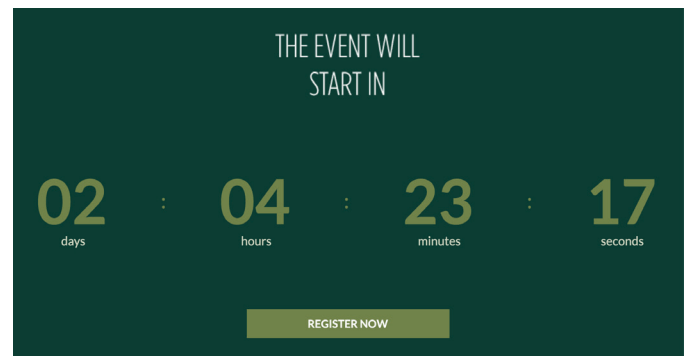 THE EVENT WILL
START IN
02 : 04 : 23 : 17
days hours minutes seconds
REGISTER NOW